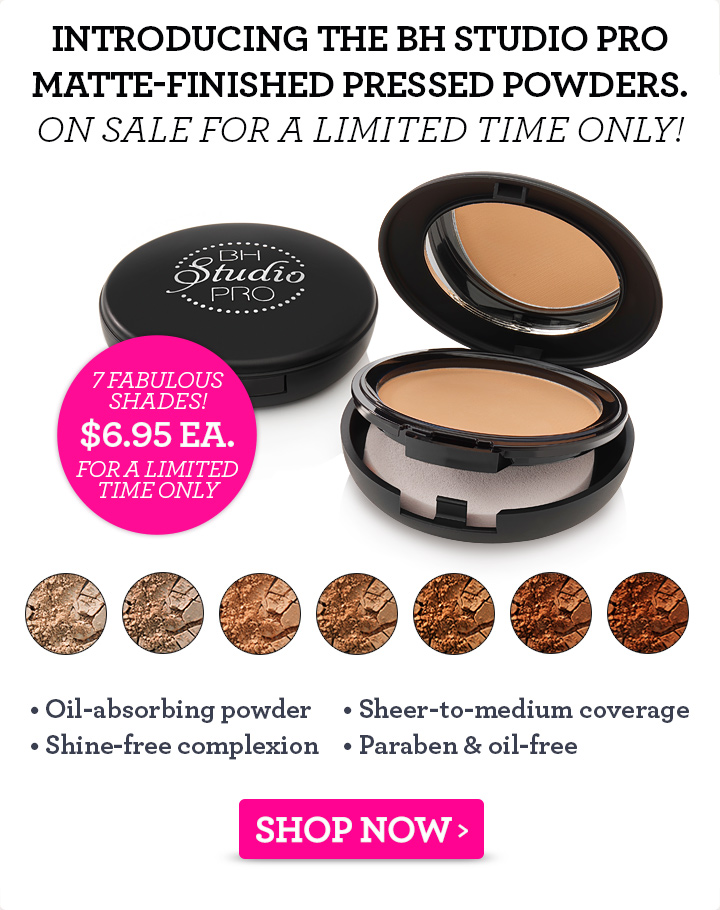 INTRODUCING THE BH STUDIO PRO
MATTE-FINISHED PRESSED POWDERS.
ON SALE FOR A LIMITED TIME ONLY!
BH
Studio
PRO
7 FABULOUS
SHADES!
$6.95 EA.
FOR A LIMITED
TIME ONLY
• Oil-absorbing powder
• Shine-free complexion
• Sheer-to-medium coverage
• Paraben & oil-free
SHOP NOW >